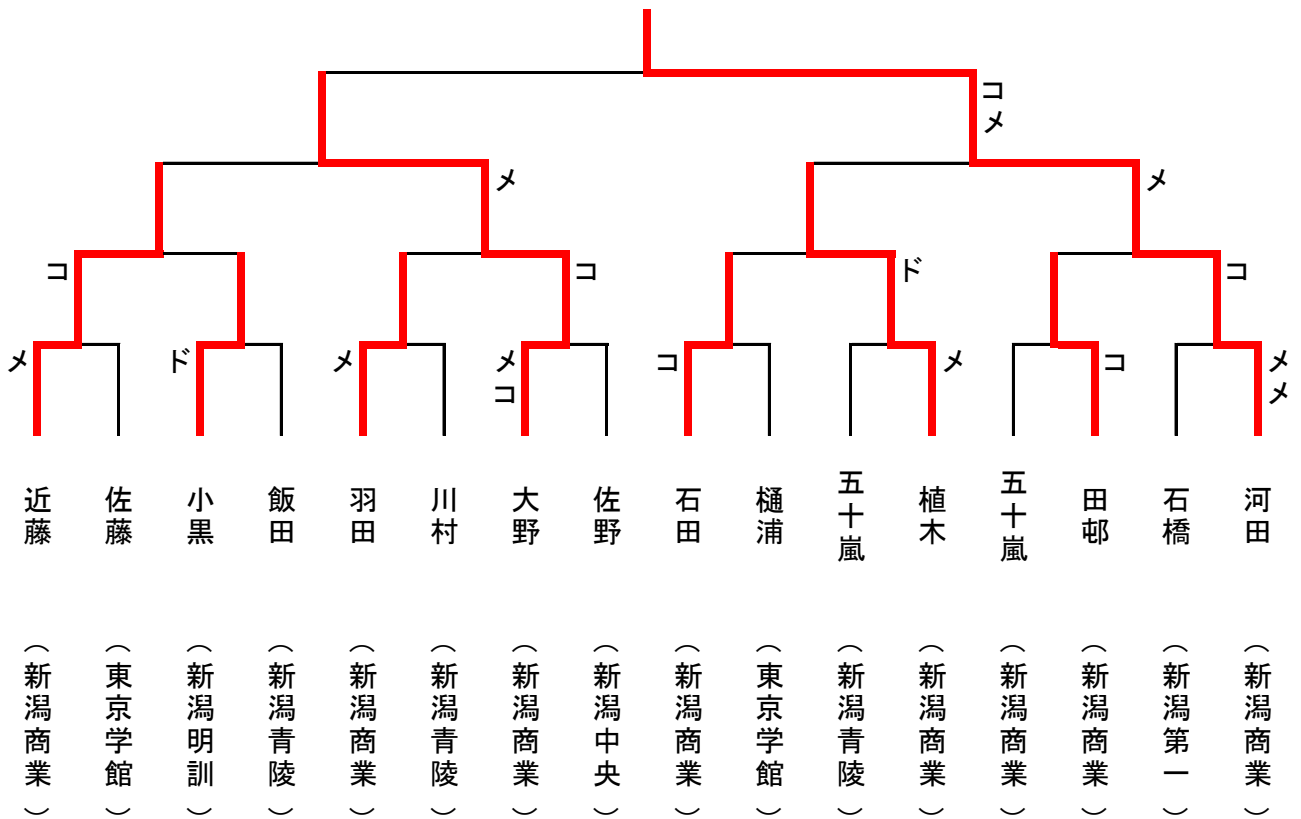 コ
メ
メ
メ
コ
コ
ド
コ
メ
ド
メ
メ
コ
コ
メ
コ
メ
メ
近藤
佐藤
小黒
飯田
羽田
川村
大野
佐野
石田
樋浦
五十嵐
植木
五十嵐
田邨
石橋
河田
（新潟商業）
（東京学館）
（新潟明訓）
（新潟青陵）
（新潟商業）
（新潟青陵）
（新潟商業）
（新潟中央）
（新潟商業）
（東京学館）
（新潟青陵）
（新潟商業）
（新潟商業）
（新潟商業）
（新潟第一）
（新潟商業）